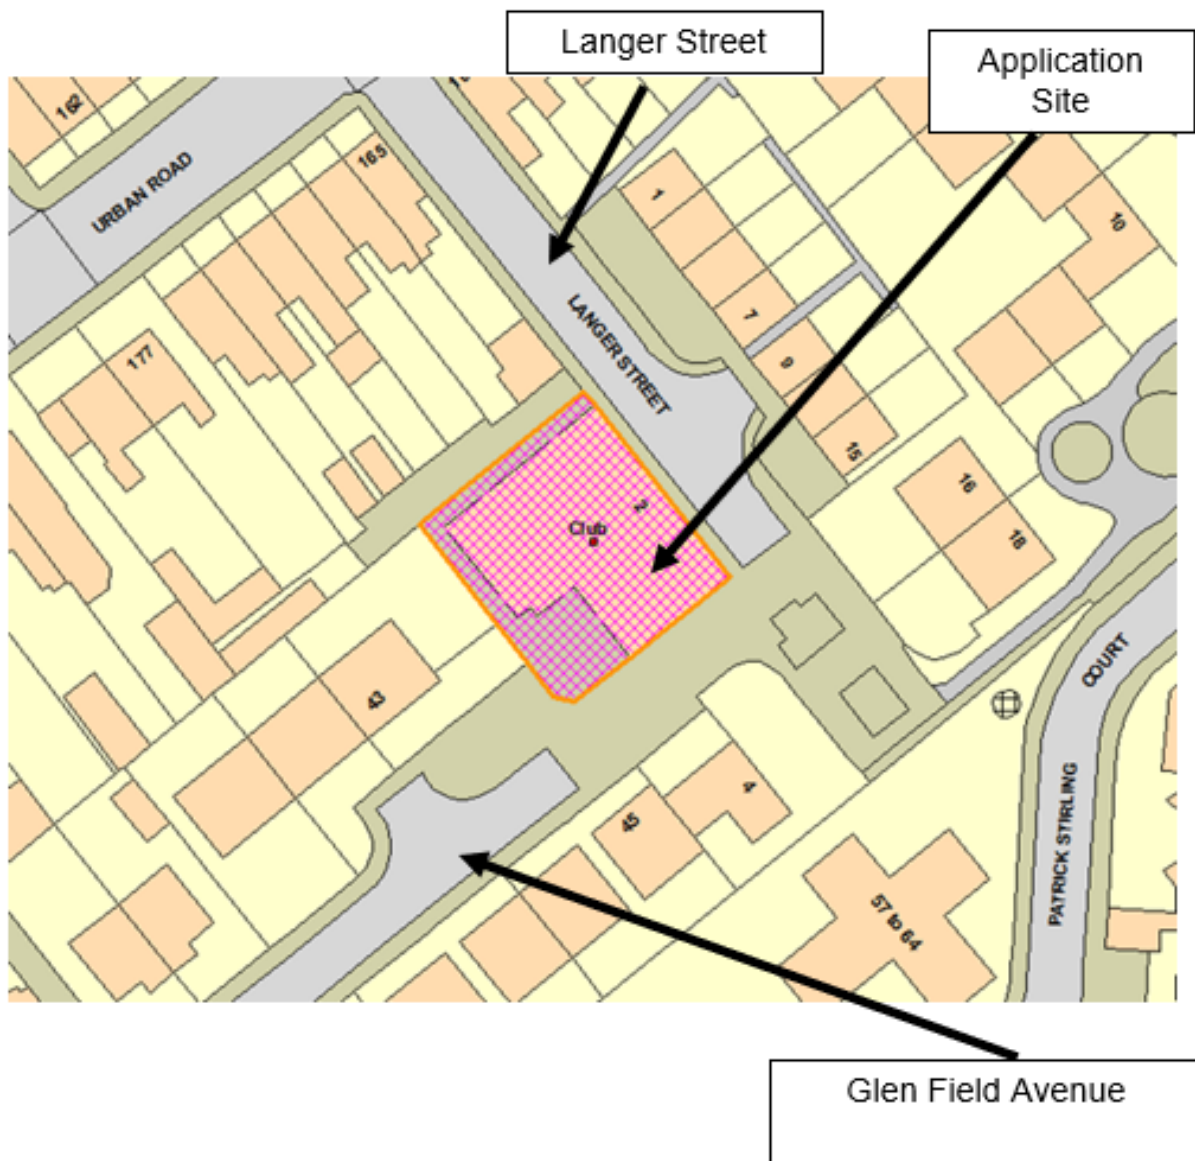 Langer Street
Application
Site
162
165
URBAN ROAD
1
10
7
LANGER STREET
177
9
15
2
Club
16
18
43
COURT
4
45
PATRICK STIRLING
57 to 64
Glen Field Avenue